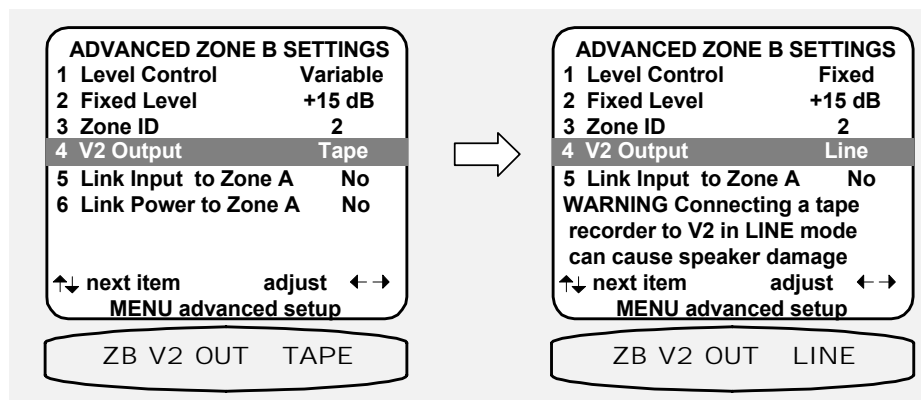 ADVANCED ZONE B SETTINGS
1 Level Control Variable
2 Fixed Level +15 dB
3 Zone ID 2
4 V2 Output Tape
5 Link Input to Zone A No
6 Link Power to Zone A No
↑↓ next item adjust ←→
MENU advanced setup
ZB V2 OUT TAPE
ADVANCED ZONE B SETTINGS
1 Level Control Fixed
2 Fixed Level +15 dB
3 Zone ID 2
4 V2 Output Line
5 Link Input to Zone A No
WARNING Connecting a tape
recorder to V2 in LINE mode
can cause speaker damage
↑↓ next item adjust ←→
MENU advanced setup
ZB V2 OUT LINE